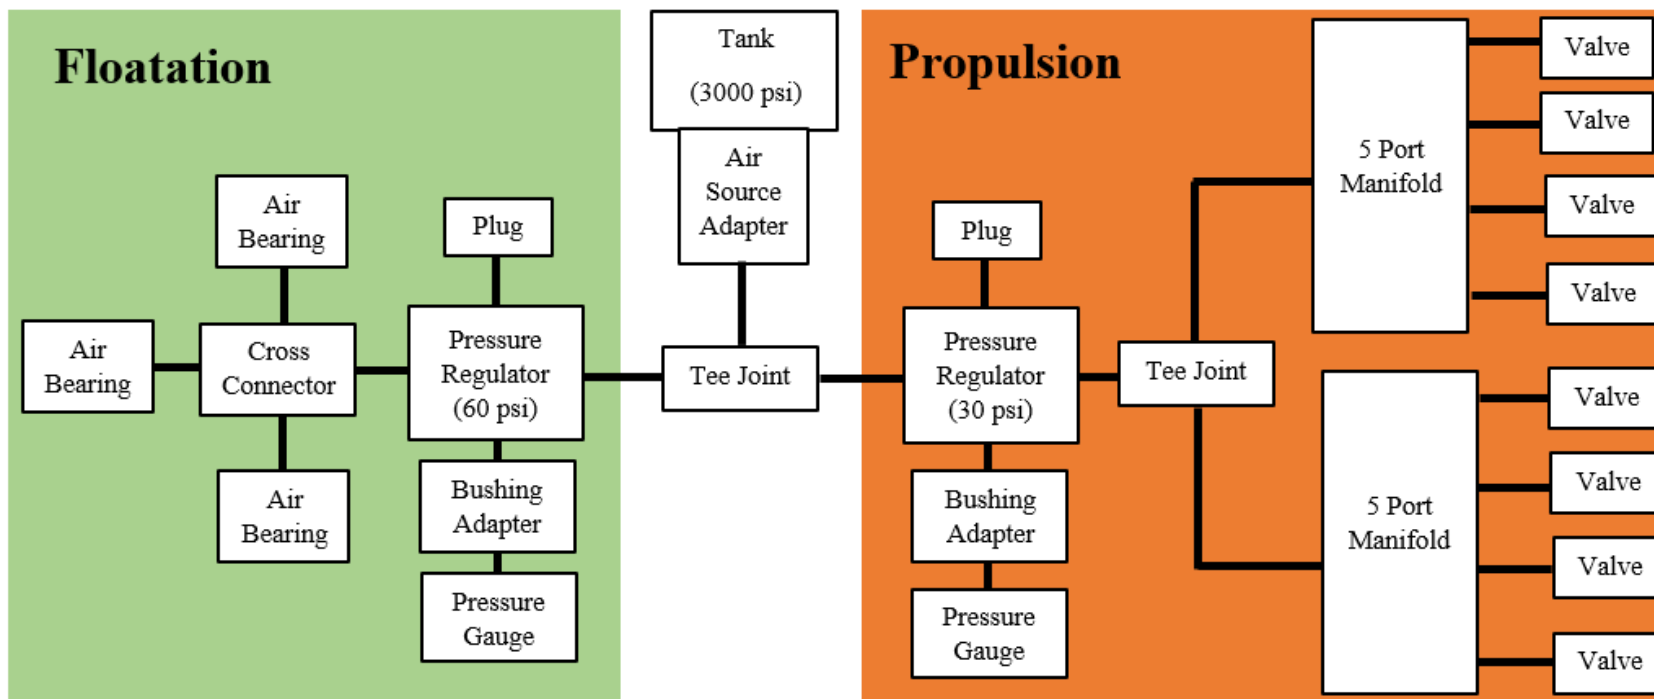 Floatation
Air
Bearing
Plug
Air
Bearing
Cross
Connector
Pressure
Regulator
(60 psi)
Air
Bearing
Bushing
Adapter
Pressure
Gauge
Tank
(3000 psi)
Air
Source
Adapter
Tee Joint
Propulsion
Plug
Pressure
Regulator
(30 psi)
Bushing
Adapter
Pressure
Gauge
Tee Joint
5 Port
Manifold
Valve
Valve
Valve
Valve
5 Port
Manifold
Valve
Valve
Valve
Valve